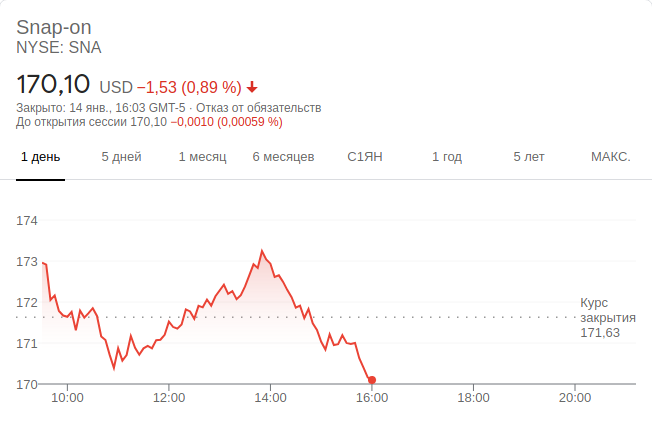 Snap-on
NYSE: SNA
170,10 USD −1,53 (0,89 %)
Закрыто: 14 янв., 16:03 GMT-5 · Отказ от обязательств
До открытия сессии 170,10 −0,0010 (0,00059 %)
1 день 5 дней 1 месяц 6 месяцев С1ЯН 1 год 5 лет МАКС.
174
173
172
171
170
Курс
закрытия
171,63
10:00 12:00 14:00 16:00 18:00 20:00